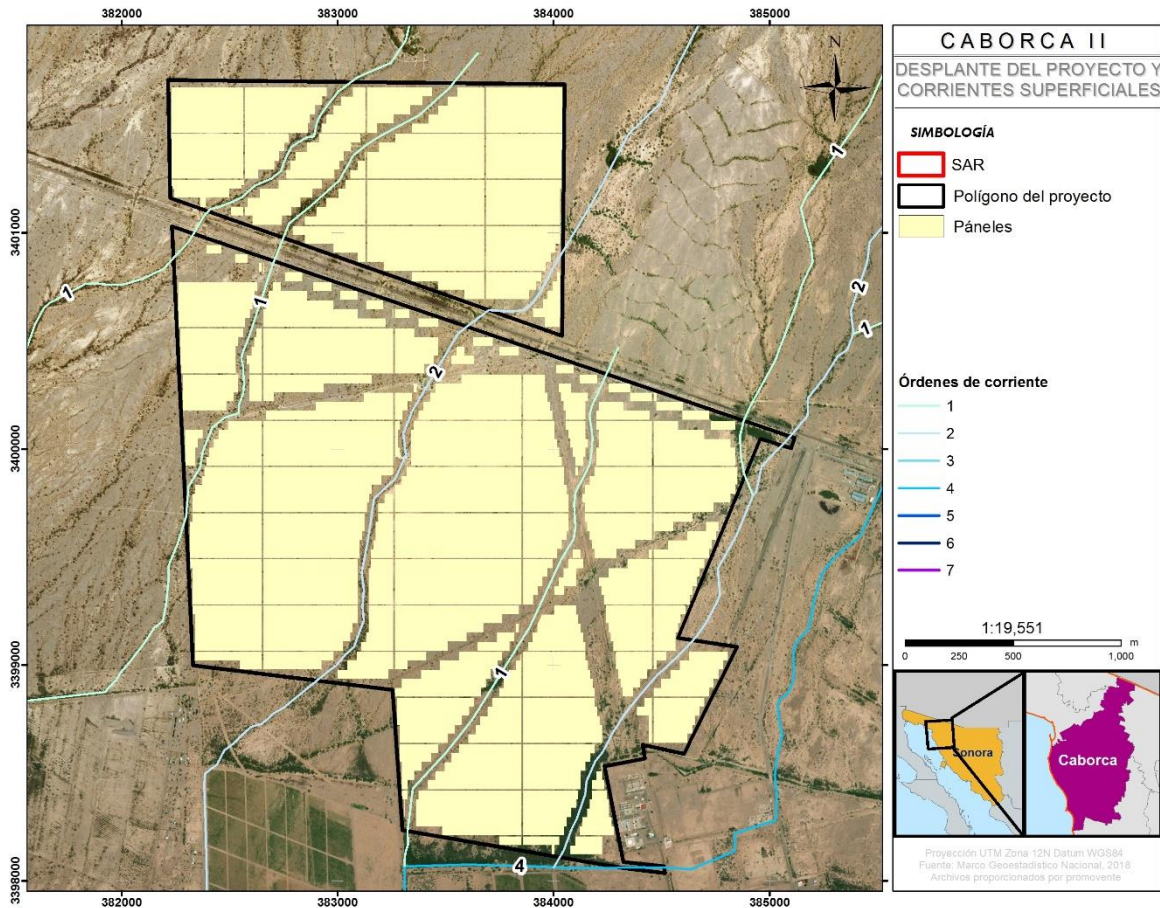 382000 383000 384000 385000
3401000
3400000
3399000
3398000
N
1
1
2
1
2
1
1
1
4
CABORCA II
DESPLANTE DEL PROYECTO Y
CORRIENTES SUPERFICIALES
SIMBOLOGÍA
SAR
Polígono del proyecto
Páneles
Órdenes de corriente
1
2
3
4
5
6
7
1:19,551
m
0 250 500 1,000
Sonora
Caborca
Proyección UTM Zona 12N Datum WGS84
Fuente: Marco Geoestadístico Nacional, 2018
Archivos proporcionados por promovente